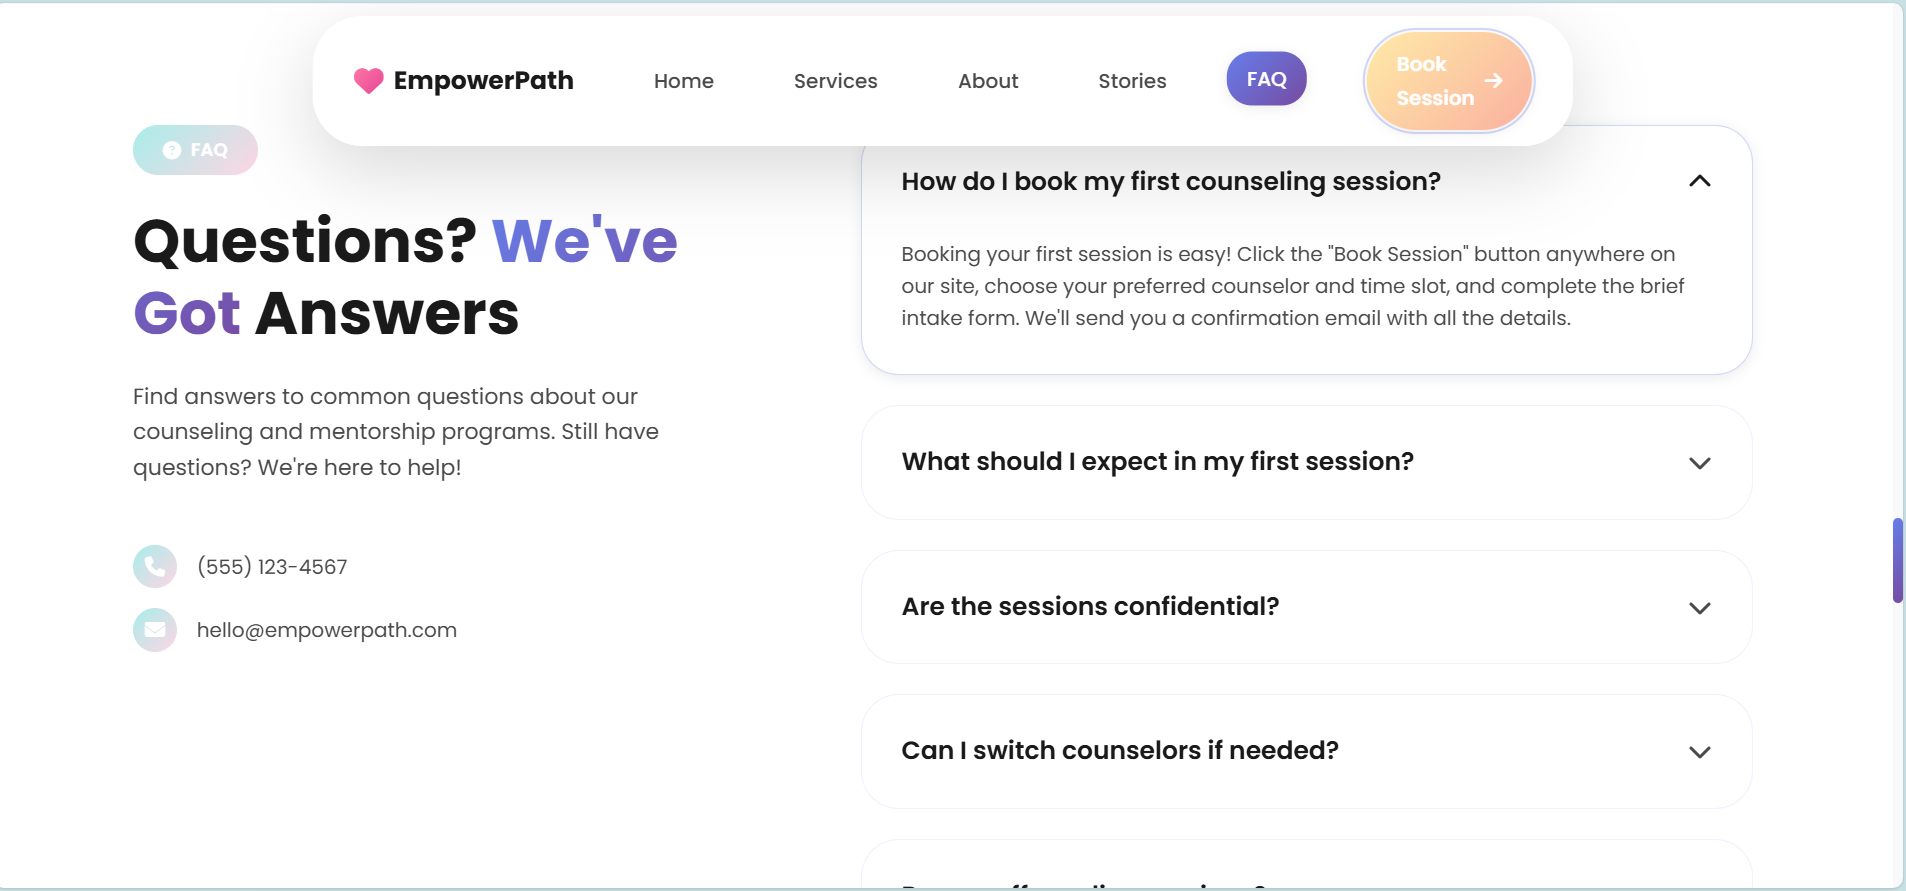 EmpowerPath
Home
Services
About
Stories
FAQ
Book
Session
FAQ
Questions? We've
Got Answers
Find answers to common questions about our
counseling and mentorship programs. Still have
questions? We're here to help!
(555) 123-4567
hello@empowerpath.com
How do I book my first counseling session?
Booking your first session is easy! Click the "Book Session" button anywhere on
our site, choose your preferred counselor and time slot, and complete the brief
intake form. We'll send you a confirmation email with all the details.
What should I expect in my first session?
Are the sessions confidential?
Can I switch counselors if needed?